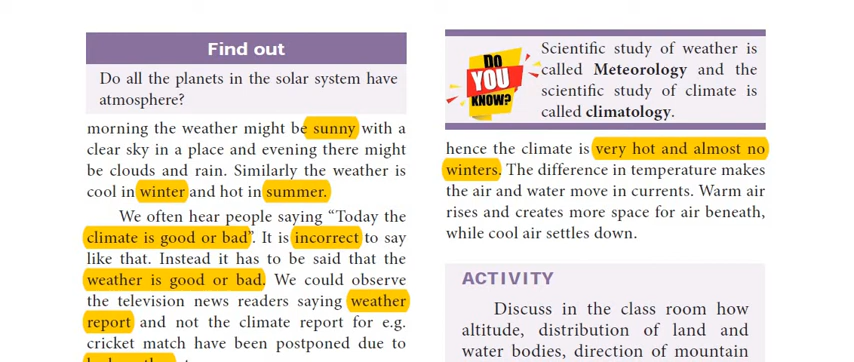 Find out
Do all the planets in the solar system have
atmosphere?
morning the weather might be sunny with a
clear sky in a place and evening there might
be clouds and rain. Similarly the weather is
cool in winter and hot in summer.
We often hear people saying “Today the
climate is good or bad”. It is incorrect to say
like that. Instead it has to be said that the
weather is good or bad. We could observe
the television news readers saying weather
report and not the climate report for e.g.
cricket match have been postponed due to
DO
YOU
KNOW?
Scientific study of weather is
called Meteorology and the
scientific study of climate is
called climatology.
hence the climate is very hot and almost no
winters. The difference in temperature makes
the air and water move in currents. Warm air
rises and creates more space for air beneath,
while cool air settles down.
ACTIVITY
Discuss in the class room how
altitude, distribution of land and
water bodies, direction of mountain